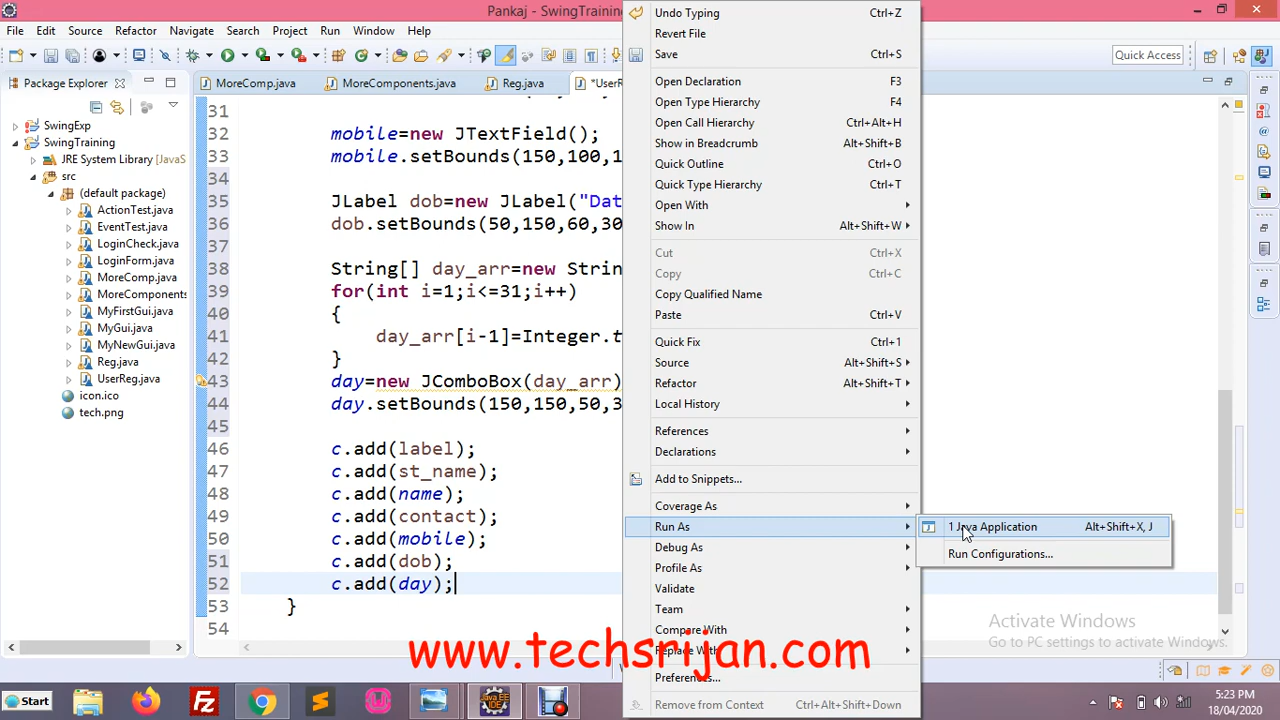 Pankaj - SwingTraining
File Edit Source Refactor Navigate Search Project Run Window Help
Quick Access
Package Explorer
MoreComp.java
MoreComponents.java
Reg.java
SwingExp
SwingTraining
JRE System Library [JavaS
src
(default package)
ActionTest.java
EventTest.java
LoginCheck.java
LoginForm.java
MoreComp.java
MoreComponents
MyFirstGui.java
MyGui.java
MyNewGui.java
Reg.java
UserReg.java
icon.ico
tech.png
31
32 mobile=new JTextField();
33 mobile.setBounds(150,100,1
34
35 JLabel dob=new JLabel("Dat
36 dob.setBounds(50,150,60,30
37
38 String[] day_arr=new Strin
39 for(int i=1;i<=31;i++)
40 {
41 day_arr[i-1]=Integer.t
42 }
43 day=new JComboBox(day_arr)
44 day.setBounds(150,150,50,3
45
46 c.add(label);
47 c.add(st_name);
48 c.add(name);
49 c.add(contact);
50 c.add(mobile);
51 c.add(dob);
52 c.add(day);
53 }
54
Undo Typing Ctrl+Z
Revert File
Save Ctrl+S
Open Declaration F3
Open Type Hierarchy F4
Open Call Hierarchy Ctrl+Alt+H
Show in Breadcrumb Alt+Shift+B
Quick Outline Ctrl+O
Quick Type Hierarchy Ctrl+T
Open With
Show In Alt+Shift+W
Cut Ctrl+X
Copy Ctrl+C
Copy Qualified Name
Paste Ctrl+V
Quick Fix Ctrl+1
Source Alt+Shift+S
Refactor Alt+Shift+T
Local History
References
Declarations
Add to Snippets...
Coverage As
Run As
Debug As
Profile As
Validate
Team
Compare With
Replace With
Preferences...
Remove from Context Ctrl+Alt+Shift+Down
1 Java Application Alt+Shift+X, J
Run Configurations...
Activate Windows
Go to PC settings to activate Windows.
www.techsrijan.com
Start
Java EE
IDE
5:23 PM
18/04/2020